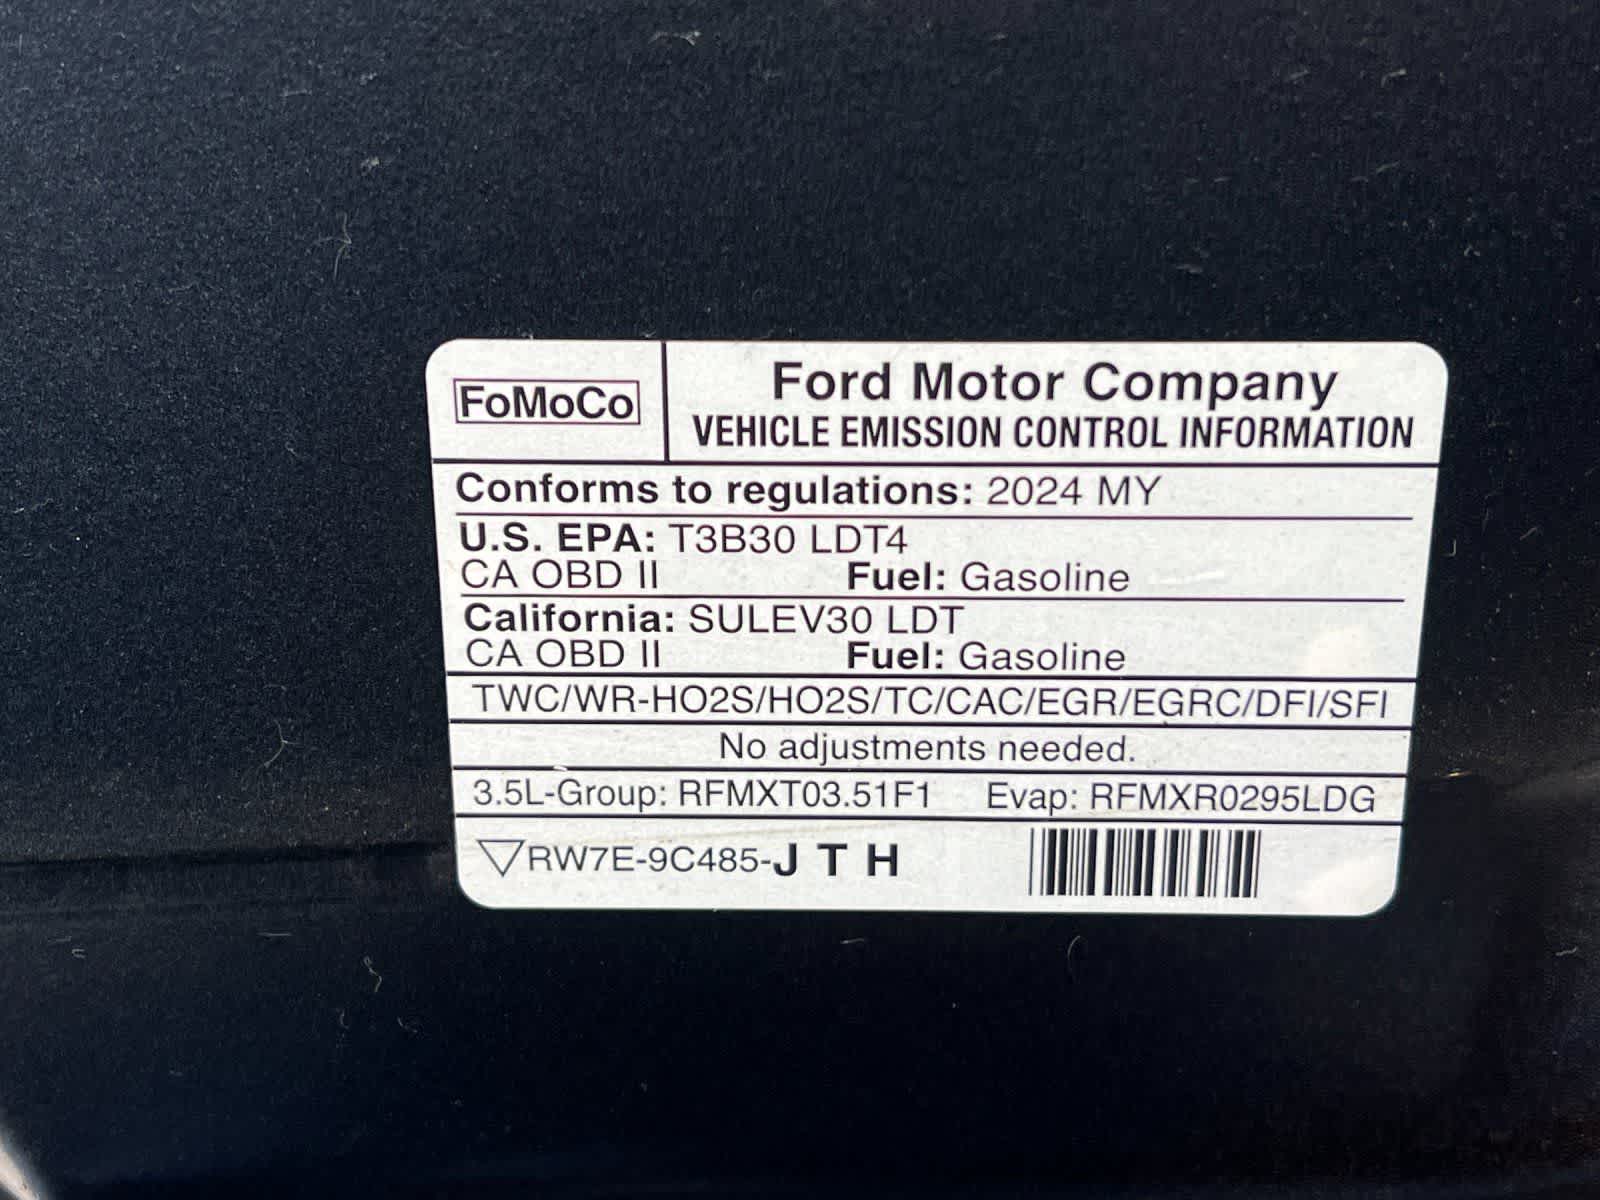 FoMoCo
Ford Motor Company
VEHICLE EMISSION CONTROL INFORMATION
Conforms to regulations: 2024 MY
U.S. EPA: T3B30 LDT4
CA OBD II Fuel: Gasoline
California: SULEV30 LDT
CA OBD II Fuel: Gasoline
TWC/WR-HO2S/HO2S/TC/CAC/EGR/EGRC/DFI/SFI
No adjustments needed.
3.5L-Group: RFMXT03.51F1 Evap: RFMXR0295LDG
RW7E-9C485-J T H